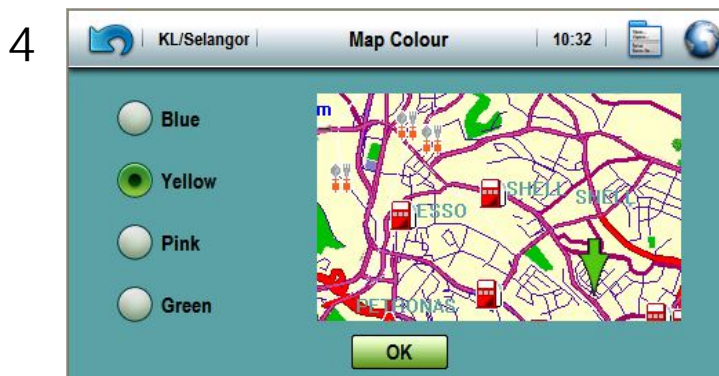 4
KL/Selangor Map Colour 10:32
Blue
Yellow
Pink
Green
m
SHELL
SHELL
ESSO
PETRONAS
OK